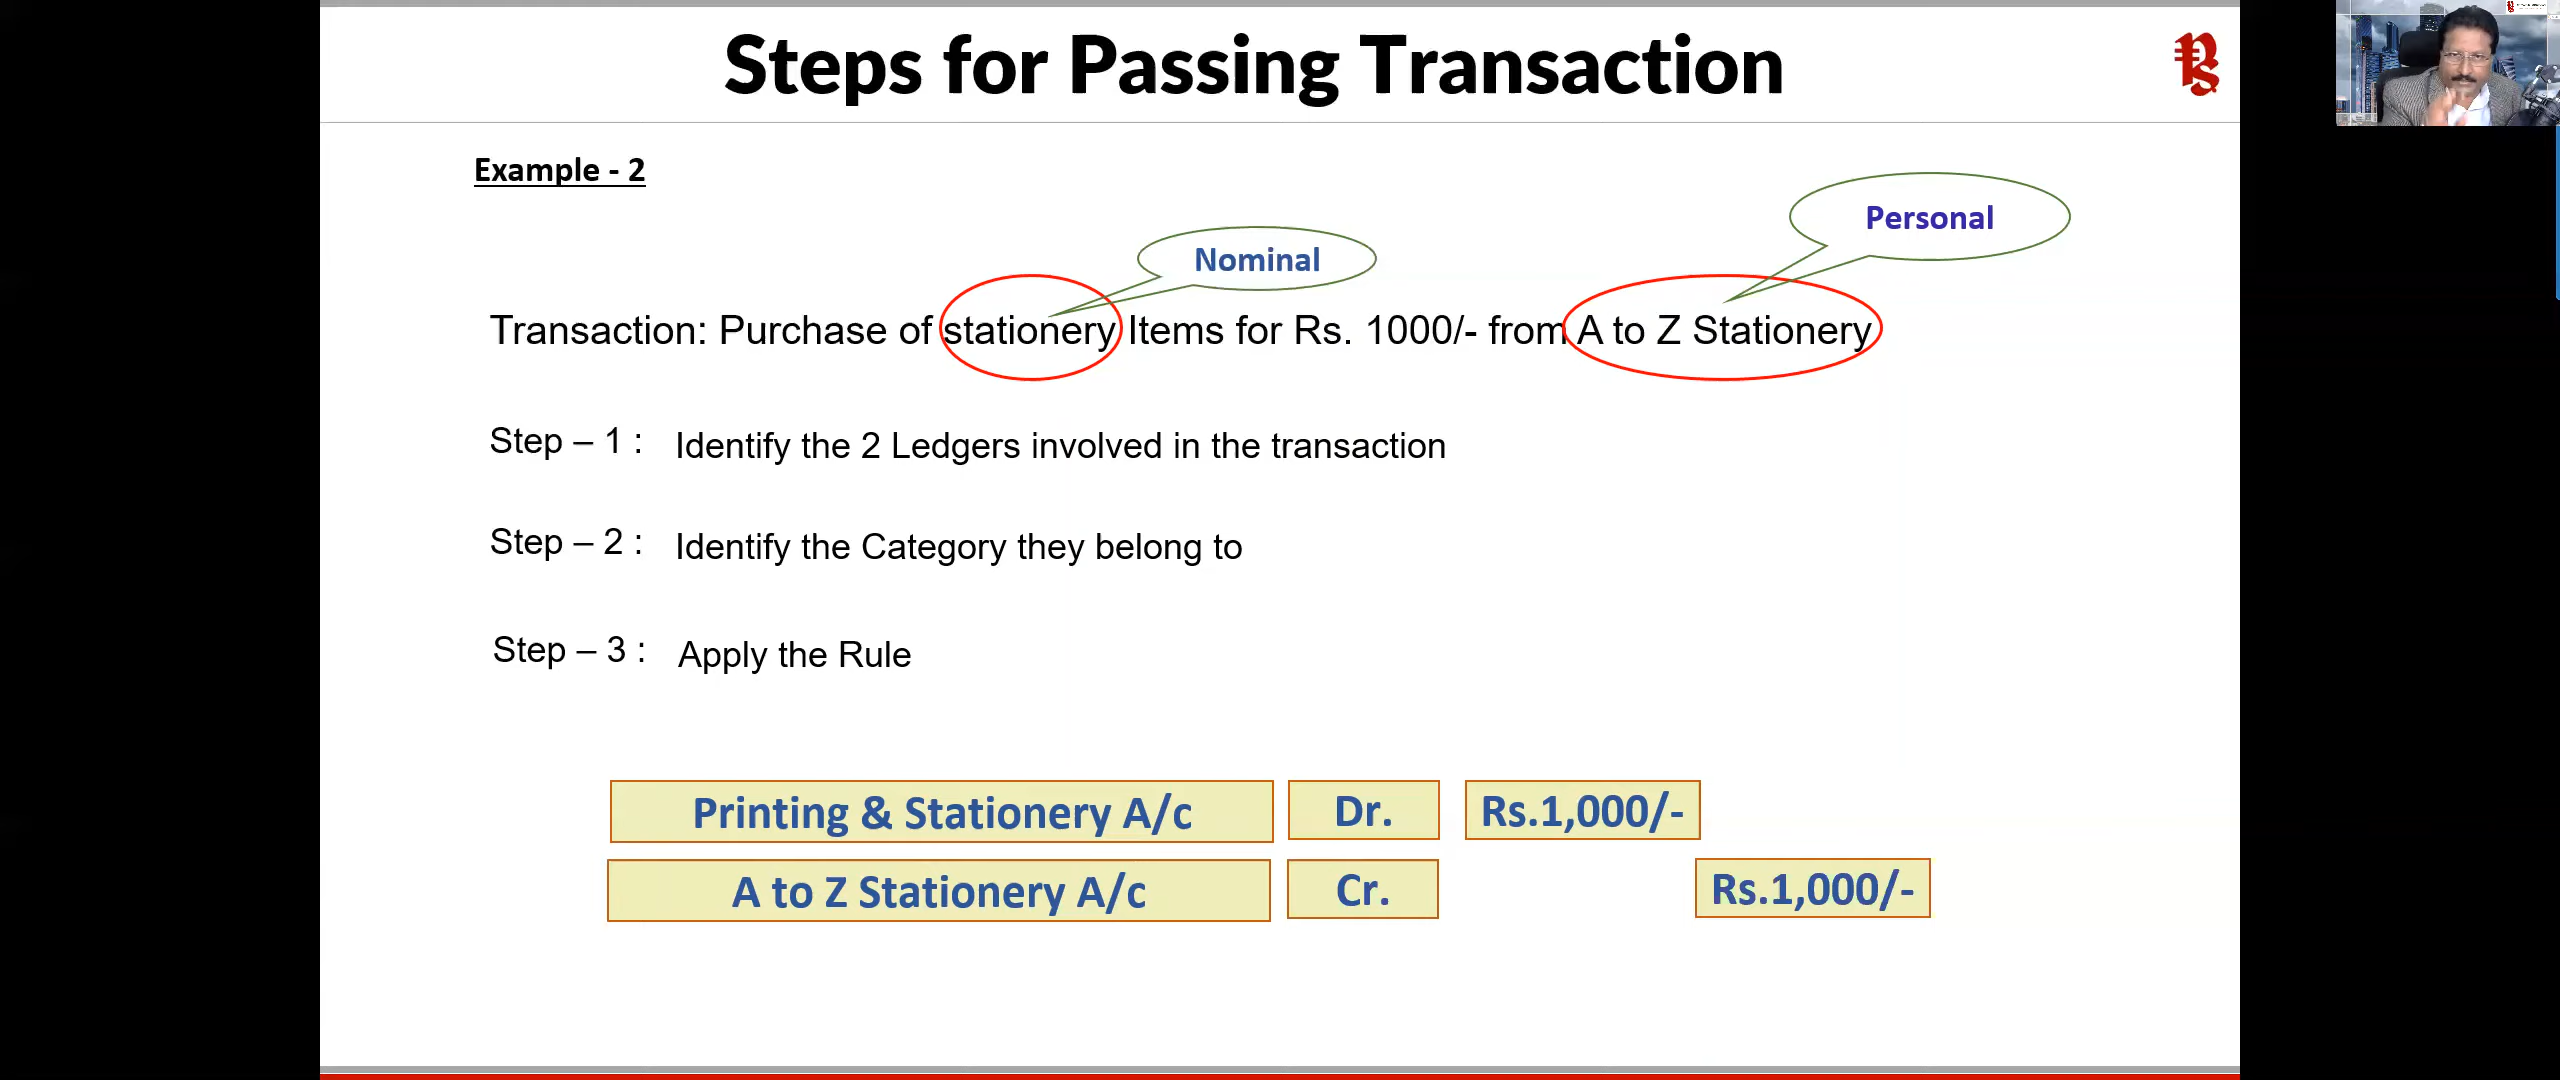 Steps for Passing Transaction
Example - 2
Personal
Nominal
Transaction: Purchase of stationery Items for Rs. 1000/- from A to Z Stationery
Step – 1 : Identify the 2 Ledgers involved in the transaction
Step – 2 : Identify the Category they belong to
Step – 3 : Apply the Rule
Printing & Stationery A/c Dr. Rs.1,000/-
A to Z Stationery A/c Cr. Rs.1,000/-